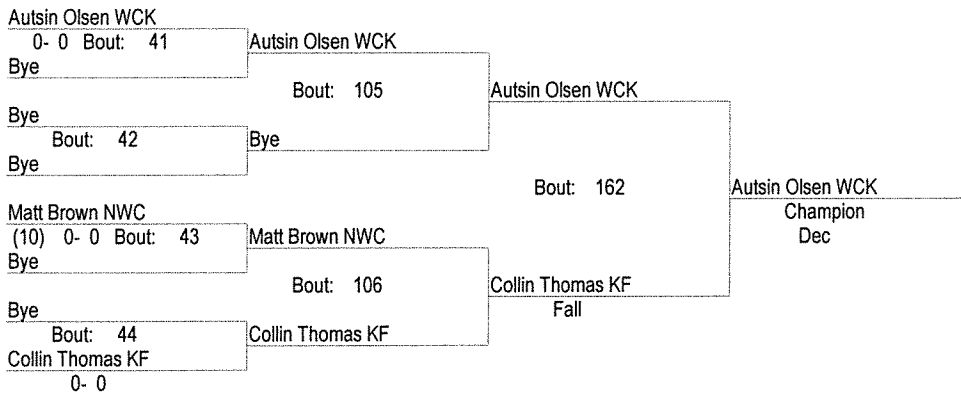 Autsin Olsen WCK
0- 0 Bout: 41
Bye
Autsin Olsen WCK
Bout: 105
Bye
Bout: 42
Bye
Bye
Autsin Olsen WCK
Bout: 162
Matt Brown NWC
(10) 0- 0 Bout: 43
Bye
Matt Brown NWC
Bout: 106
Bye
Bout: 44
Collin Thomas KF
0- 0
Collin Thomas KF
Collin Thomas KF
Fall
Autsin Olsen WCK
Champion
Dec